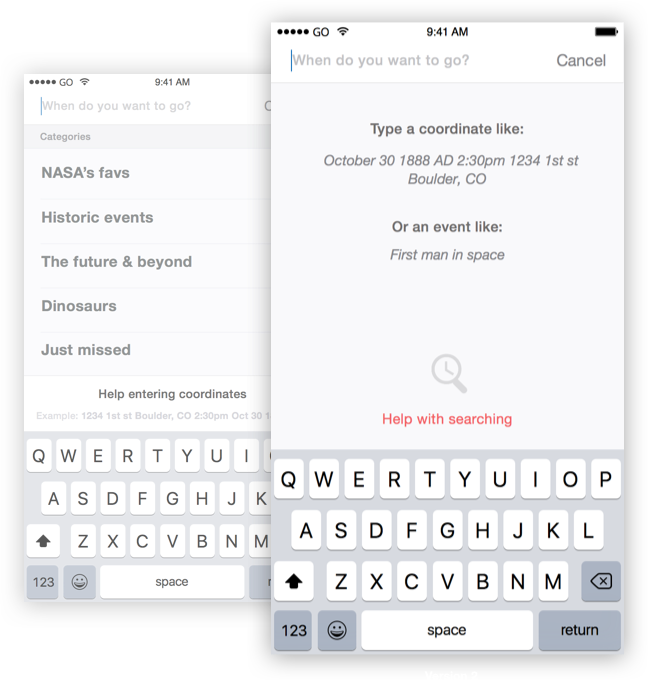 GO 9:41 AM
When do you want to go?
Categories
NASA's favs
Historic events
The future & beyond
Dinosaurs
Just missed
Help entering coordinates
Example: 1234 1st st Boulder, CO 2:30pm Oct 30 1
Q W E R T Y U I
A S D F G H J K
Z X C V B N M
123 space
GO 9:41 AM
When do you want to go? Cancel
Type a coordinate like:
October 30 1888 AD 2:30pm 1234 1st st
Boulder, CO
Or an event like:
First man in space
Help with searching
Q W E R T Y U I O P
A S D F G H J K L
Z X C V B N M
123 space return